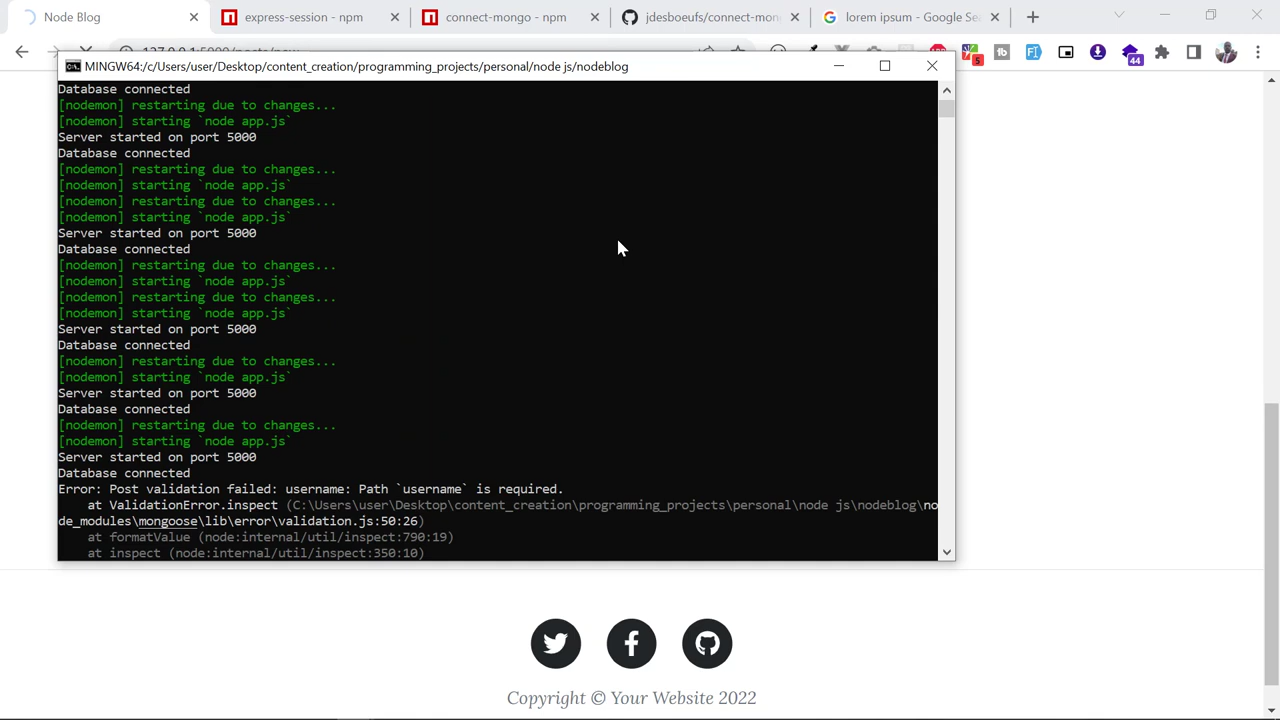 Node Blog
express-session - npm
connect-mongo - npm
jdesboeufs/connect-mon
lorem ipsum - Google Se
5
44
MINGW64:/c/Users/user/Desktop/content_creation/programming_projects/personal/node js/nodeblog
Database connected
[nodemon] restarting due to changes...
[nodemon] starting `node app.js`
Server started on port 5000
Database connected
[nodemon] restarting due to changes...
[nodemon] starting `node app.js`
[nodemon] restarting due to changes...
[nodemon] starting `node app.js`
Server started on port 5000
Database connected
[nodemon] restarting due to changes...
[nodemon] starting `node app.js`
[nodemon] restarting due to changes...
[nodemon] starting `node app.js`
Server started on port 5000
Database connected
[nodemon] restarting due to changes...
[nodemon] starting `node app.js`
Server started on port 5000
Database connected
[nodemon] restarting due to changes...
[nodemon] starting `node app.js`
Server started on port 5000
Database connected
Error: Post validation failed: username: Path `username` is required.
at ValidationError.inspect (C:\Users\user\Desktop\content_creation\programming_projects\personal\node js\nodeblog\no
de_modules\mongoose\lib\error\validation.js:50:26)
at formatValue (node:internal/util/inspect:790:19)
at inspect (node:internal/util/inspect:350:10)
Copyright © Your Website 2022